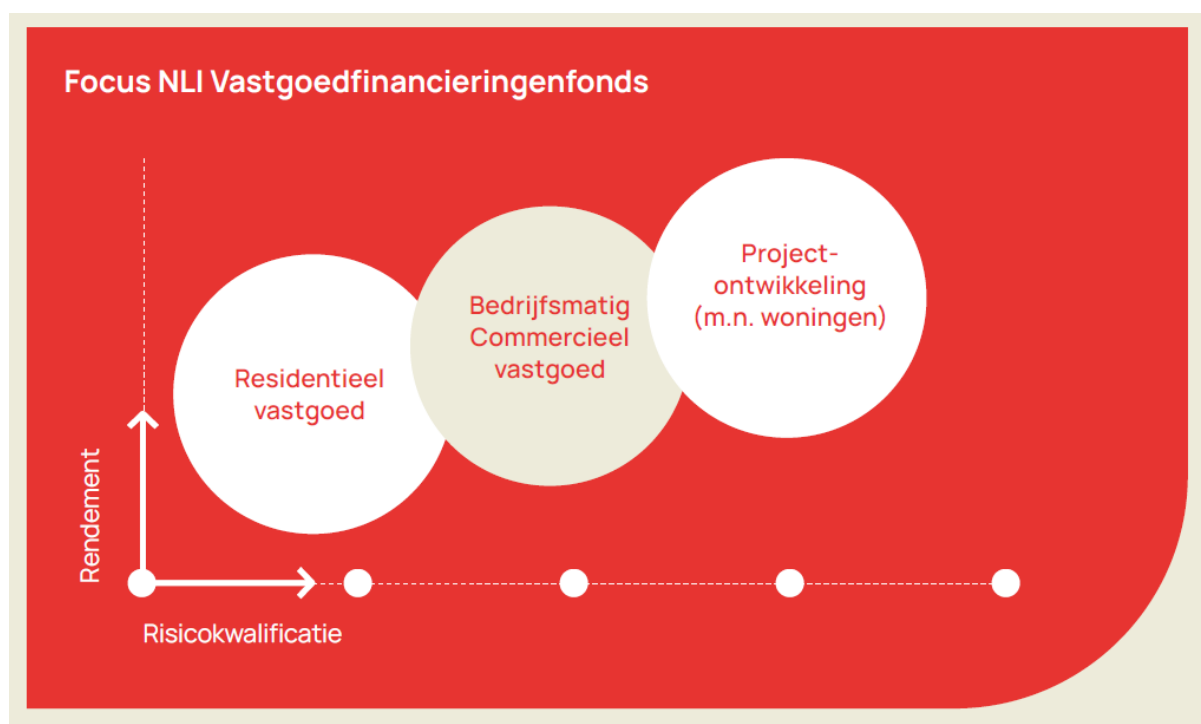 Focus NLI Vastgoedfinancieringenfonds
Residentieel
vastgoed
Bedrijfsmatig
Commercieel
vastgoed
Project-
ontwikkeling
(m.n. woningen)
Rendement
Risicokwalificatie